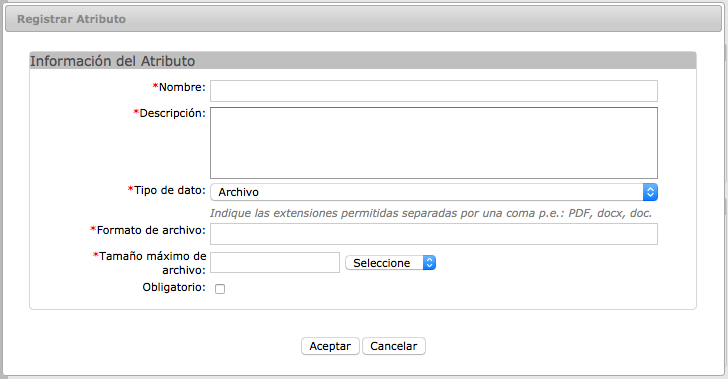 Registrar Atributo
Información del Atributo
*Nombre:
*Descripción:
*Tipo de dato: Archivo
Indique las extensiones permitidas separadas por una coma p.e.: PDF, docx, doc.
*Formato de archivo:
*Tamaño máximo de
archivo: Seleccione
Obligatorio:
Aceptar Cancelar